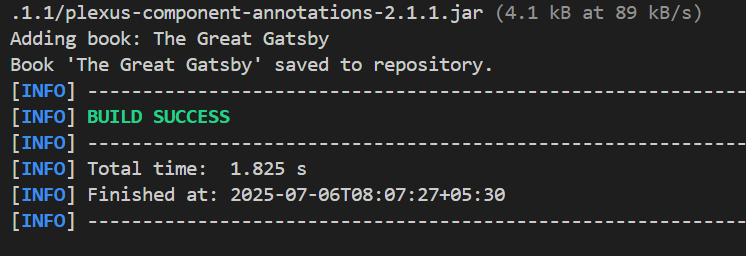 .1.1/plexus-component-annotations-2.1.1.jar (4.1 kB at 89 kB/s)
Adding book: The Great Gatsby
Book 'The Great Gatsby' saved to repository.
[INFO] -------------------------------------------------------------
[INFO] BUILD SUCCESS
[INFO] -------------------------------------------------------------
[INFO] Total time:  1.825 s
[INFO] Finished at: 2025-07-06T08:07:27+05:30
[INFO] -------------------------------------------------------------